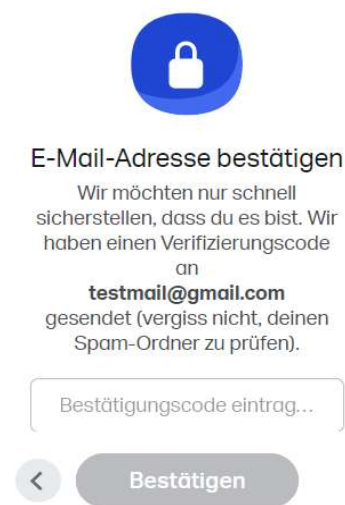 E-Mail-Adresse bestätigen
Wir möchten nur schnell
sicherstellen, dass du es bist. Wir
haben einen Verifizierungscode
an
testmail@gmail.com
gesendet (vergiss nicht, deinen
Spam-Ordner zu prüfen).
Bestätigungscode eintrag...
Bestätigen